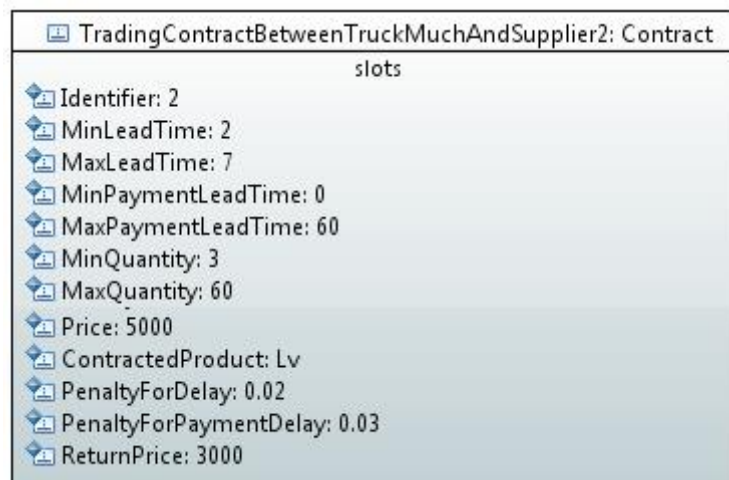 TradingContractBetweenTruckMuchAndSupplier2: Contract
slots
Identifier: 2
MinLeadTime: 2
MaxLeadTime: 7
MinPaymentLeadTime: 0
MaxPaymentLeadTime: 60
MinQuantity: 3
MaxQuantity: 60
Price: 5000
ContractedProduct: Lv
PenaltyForDelay: 0.02
PenaltyForPaymentDelay: 0.03
ReturnPrice: 3000